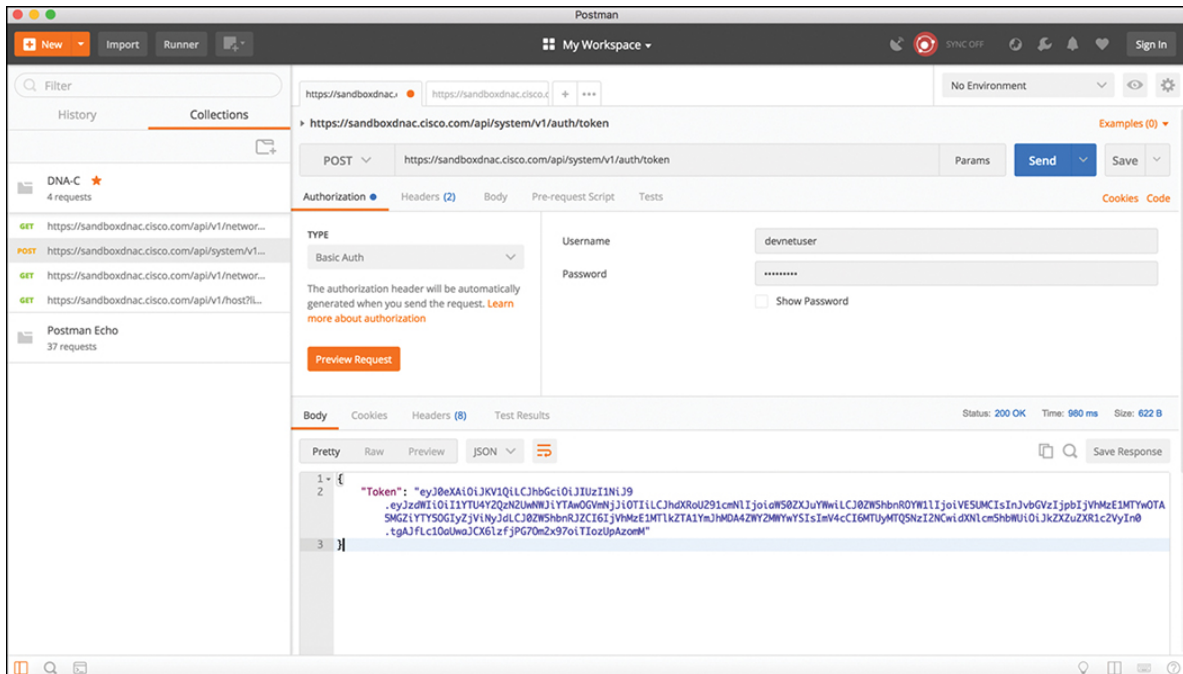 Postman
New Import Runner My Workspace SYNC OFF Sign In
Filter
History Collections
DNA-C
4 requests
GET https://sandboxdnac.cisco.com/api/v1/networ...
POST https://sandboxdnac.cisco.com/api/system/v1...
GET https://sandboxdnac.cisco.com/api/v1/networ...
GET https://sandboxdnac.cisco.com/api/v1/host?li...
Postman Echo
37 requests
https://sandboxdnac. https://sandboxdnac.cisco.c + •••
No Environment
https://sandboxdnac.cisco.com/api/system/v1/auth/token
Examples (0)
POST https://sandboxdnac.cisco.com/api/system/v1/auth/token Params Send Save
Authorization Headers (2) Body Pre-request Script Tests Cookies Code
TYPE
Basic Auth
The authorization header will be automatically
generated when you send the request. Learn
more about authorization
Preview Request
Username devnetuser
Password •••••••••
Show Password
Body Cookies Headers (8) Test Results Status: 200 OK Time: 980 ms Size: 622 B
Pretty Raw Preview JSON Save Response
1 {
2 "Token":
3 }